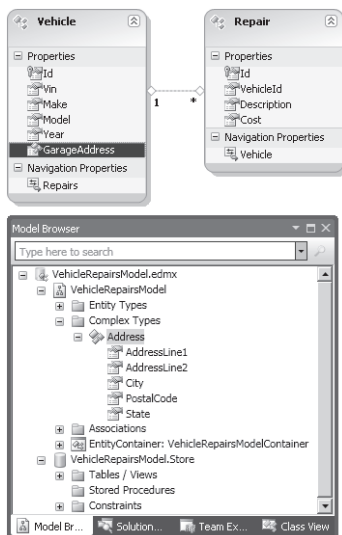 Vehicle
Properties
Id
Vin
Make
Model
Year
GarageAddress
Navigation Properties
Repairs
1
*
Repair
Properties
Id
VehicleId
Description
Cost
Navigation Properties
Vehicle
Model Browser
Type here to search
VehicleRepairsModel.edmx
VehicleRepairsModel
Entity Types
Complex Types
Address
AddressLine1
AddressLine2
City
PostalCode
State
Associations
EntityContainer: VehicleRepairsModelContainer
VehicleRepairsModel.Store
Tables / Views
Stored Procedures
Constraints
Model Br... Solution... Team Ex... Class View